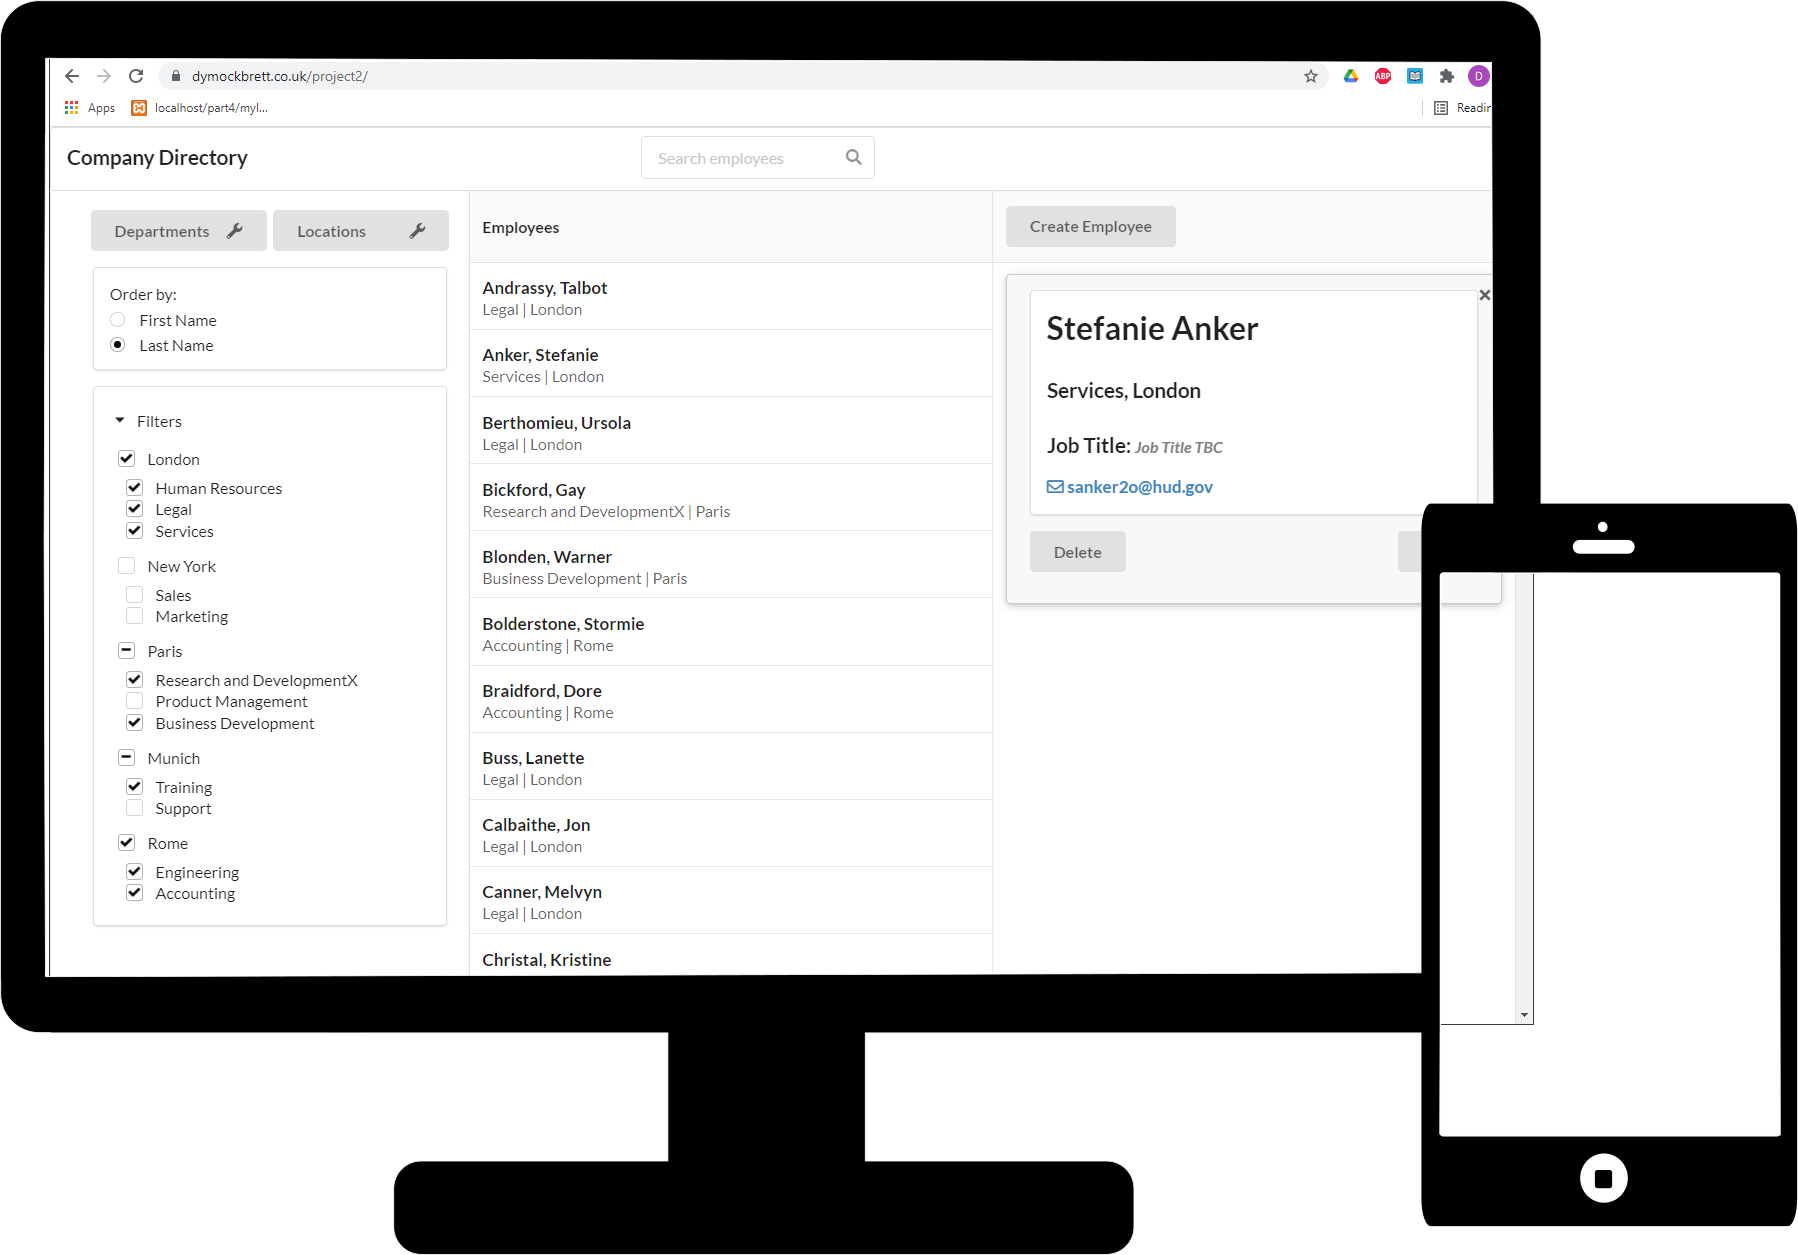 dymockbrett.co.uk/project2/
ABP
D
Apps
localhost/part4/myl...
Readin
Company Directory
Search employees
Departments
Locations
Order by:
First Name
Last Name
Filters
London
Human Resources
Legal
Services
New York
Sales
Marketing
Paris
Research and DevelopmentX
Product Management
Business Development
Munich
Training
Support
Rome
Engineering
Accounting
Employees
Andrassy, Talbot
Legal | London
Anker, Stefanie
Services | London
Berthomieu, Ursola
Legal | London
Bickford, Gay
Research and DevelopmentX | Paris
Blonden, Warner
Business Development | Paris
Bolderstone, Stormie
Accounting | Rome
Braidford, Dore
Accounting | Rome
Buss, Lanette
Legal | London
Calbaithe, Jon
Legal | London
Canner, Melvyn
Legal | London
Christal, Kristine
Create Employee
Stefanie Anker
Services, London
Job Title: Job Title TBC
sanker2o@hud.gov
Delete